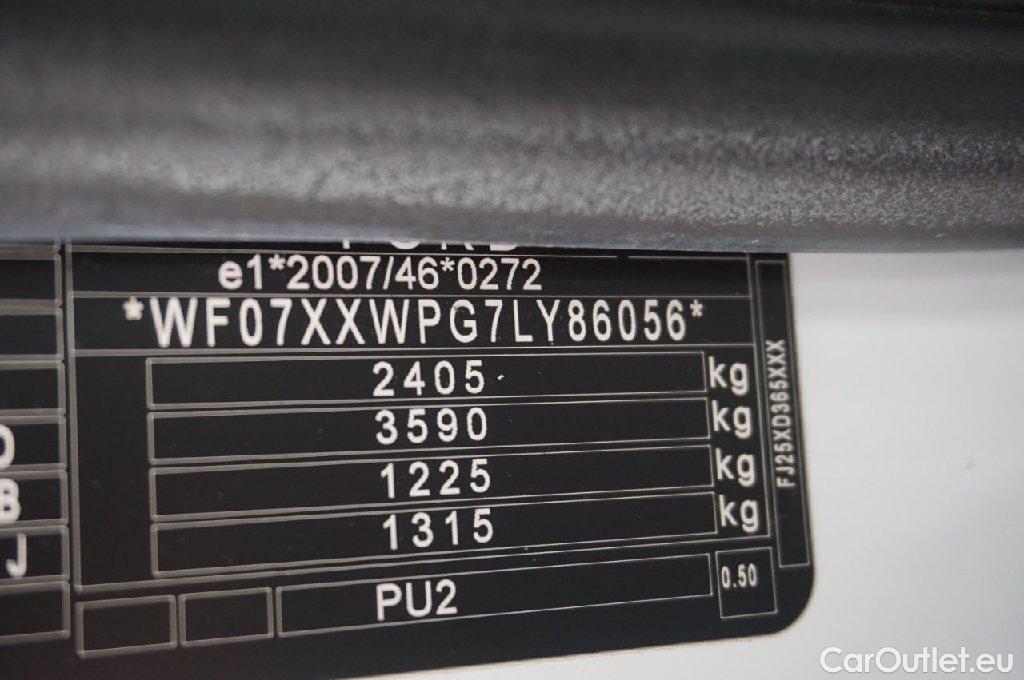 FORD
e1*2007/46*0272
*WF07XXWPG7LY86056*
2405 kg
3590 kg
1225 kg
1315 kg
PU2
0.50
FJ25XD365XXX
B
J
CarOutlet.eu